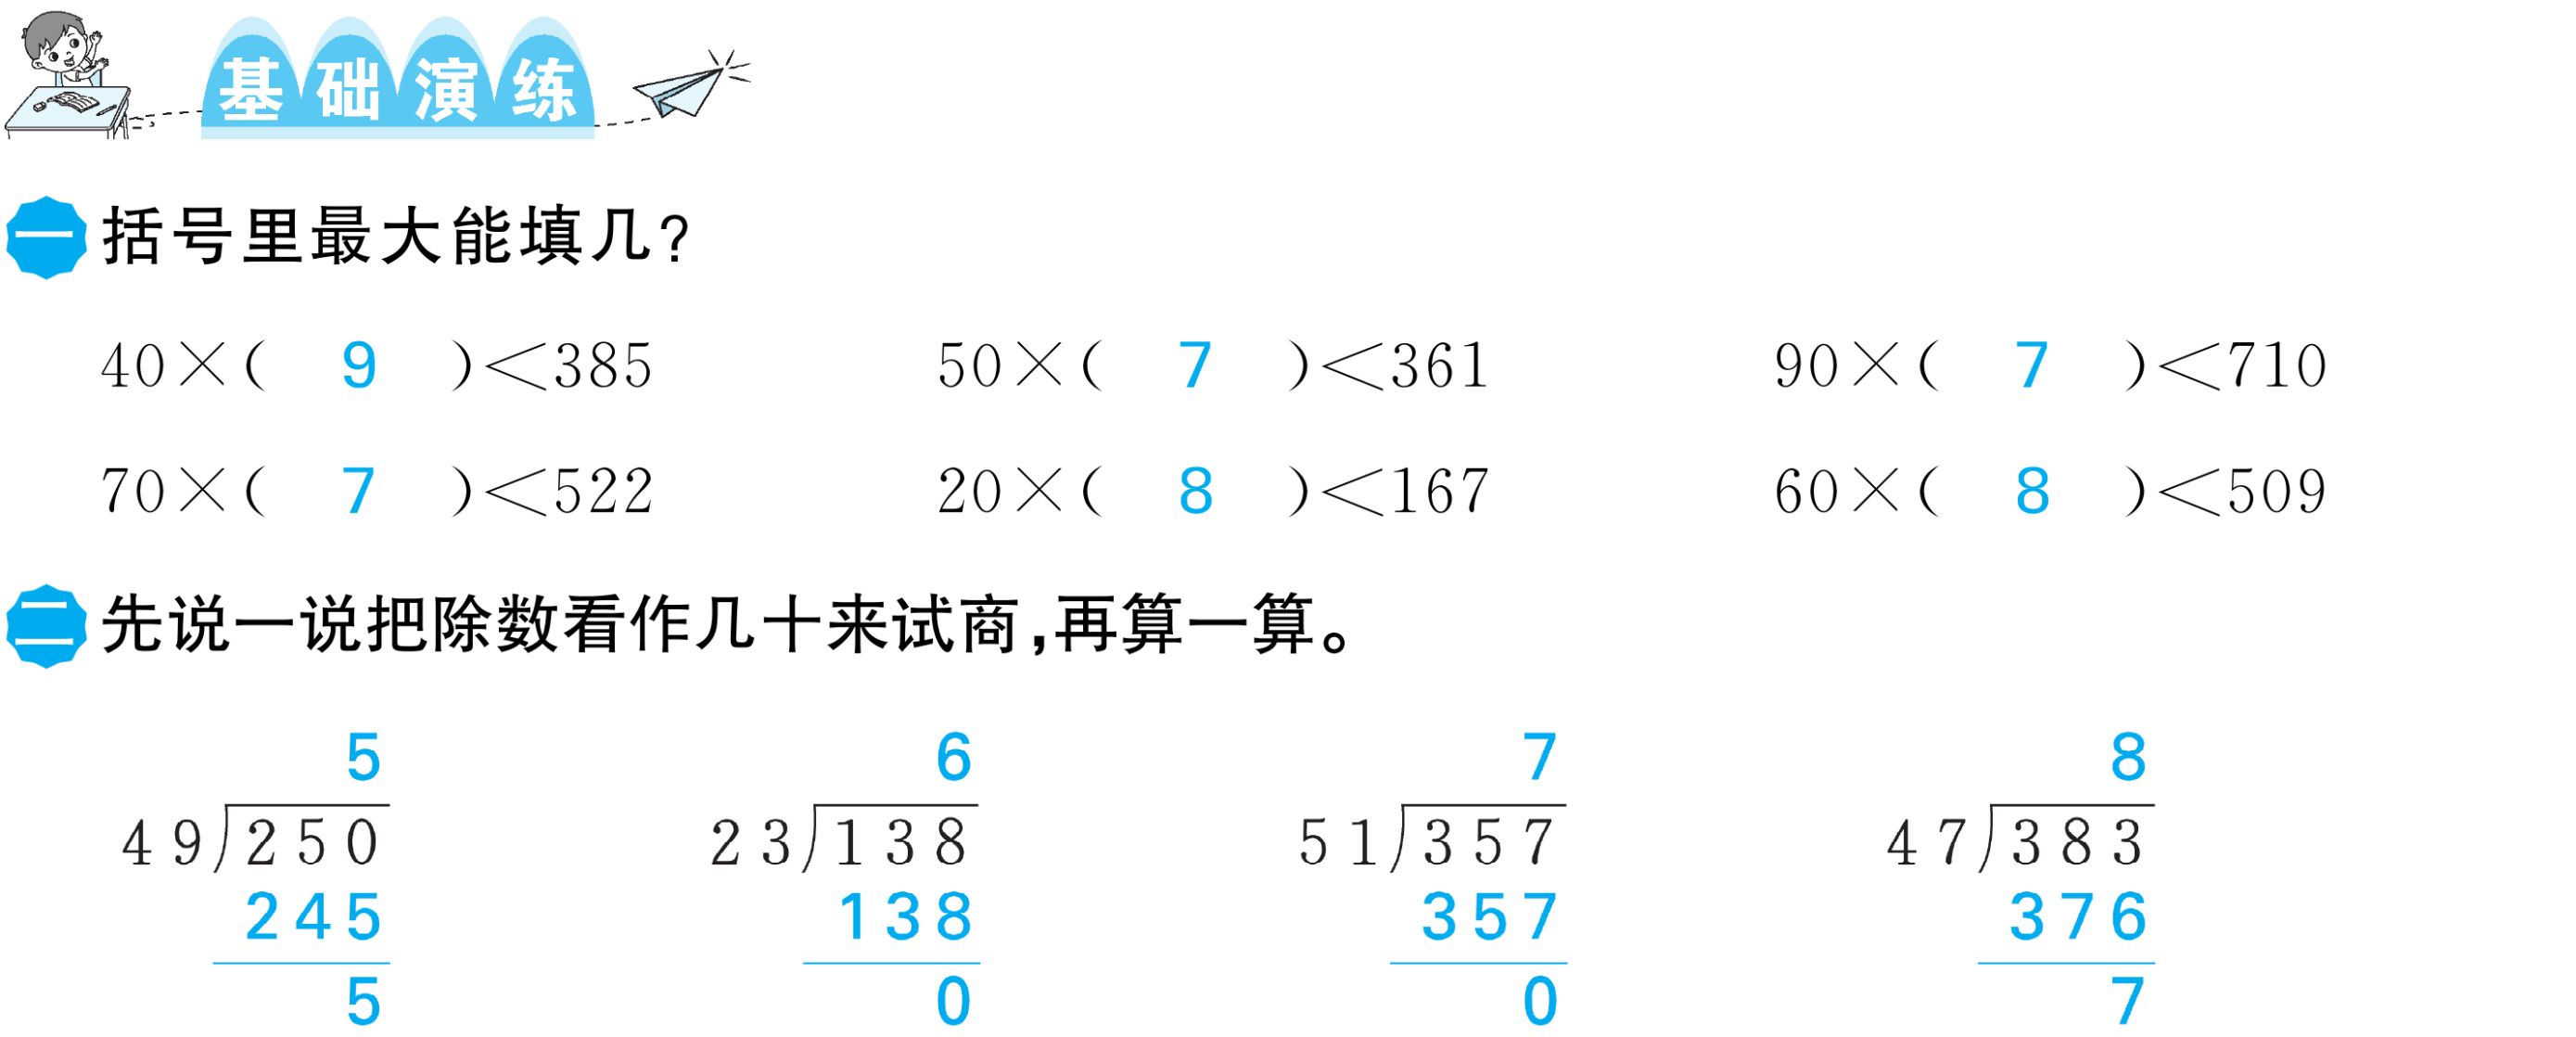 基础演练
一 括号里最大能填几?
40×( 9 )<385 50×( 7 )<361 90×( 7 )<710
70×( 7 )<522 20×( 8 )<167 60×( 8 )<509
二 先说一说把除数看作几十来试商,再算一算。
5 6 7 8
49)250 23)138 51)357 47)383
245 138 357 376
5 0 0 7